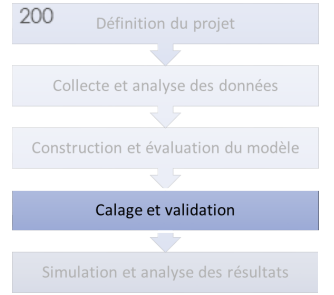 200
Définition du projet
Collecte et analyse des données
Construction et évaluation du modèle
Calage et validation
Simulation et analyse des résultats